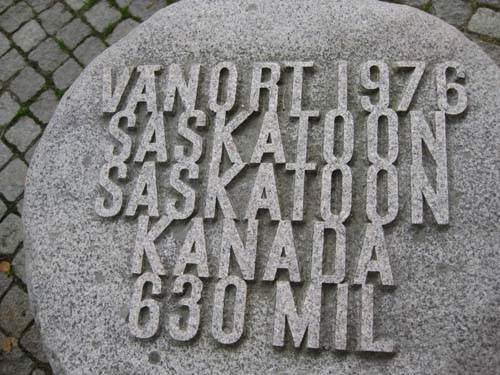 VÄNORT 1976
SASKATOON
SASKATOON
KANADA
630 MIL